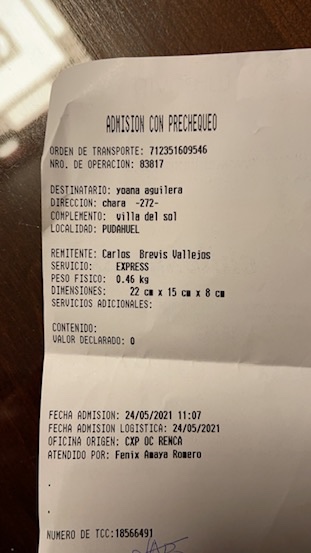 ADMISION CON PRECHEQUEO
ORDEN DE TRANSPORTE: 712351609546
NRO. DE OPERACION: 83817
DESTINATARIO: yoana aguilera
DIRECCION: chara -272-
COMPLEMENTO: villa del sol
LOCALIDAD: PUDAHUEL
REMITENTE: Carlos Brevis Vallejos
SERVICIO: EXPRESS
PESO FISICO: 0.46 kg
DIMENSIONES: 22 cm x 15 cm x 8 cm
SERVICIOS ADICIONALES:
CONTENIDO:
VALOR DECLARADO: 0
FECHA ADMISION: 24/05/2021 11:07
FECHA ADMISION LOGISTICA: 24/05/2021
OFICINA ORIGEN: CXP OC RENCA
ATENDIDO POR: Fenix Amaya Romero
.
.
NUMERO DE TCC:18566491